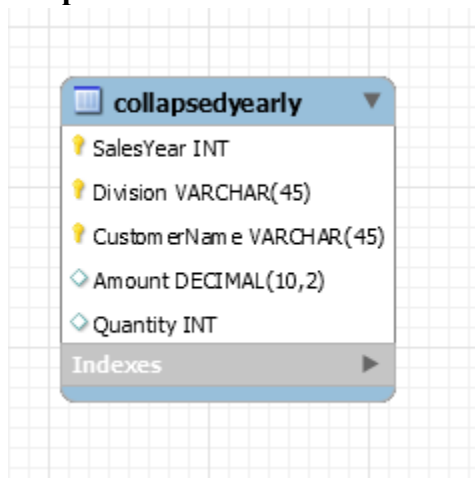 collapsedyearly
SalesYear INT
Division VARCHAR(45)
CustomerName VARCHAR(45)
Amount DECIMAL(10,2)
Quantity INT
Indexes